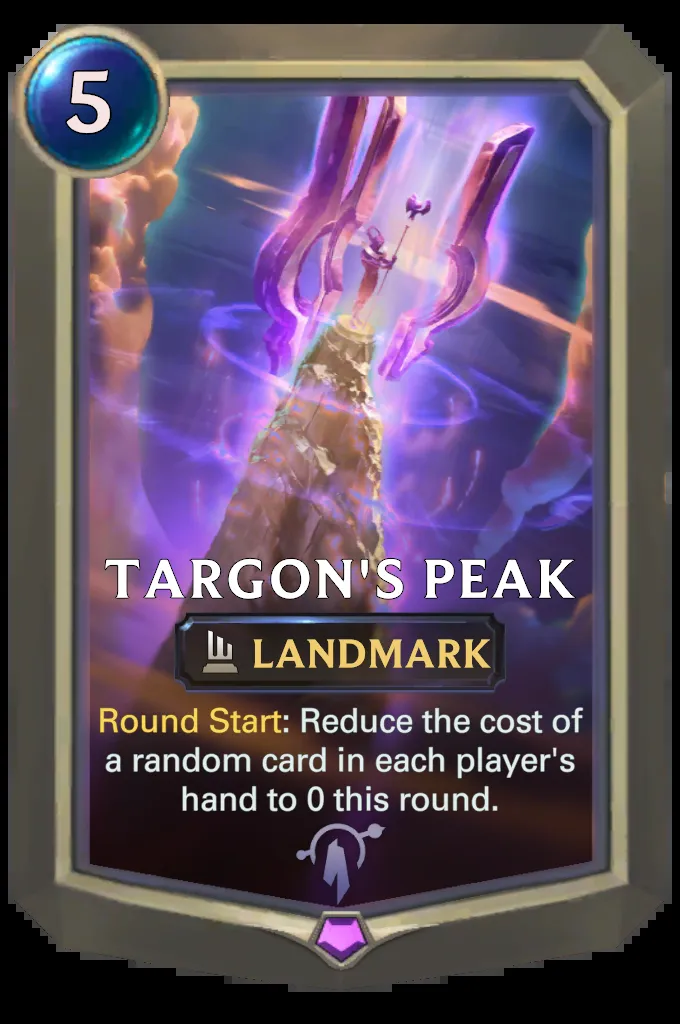 5
TARGON'S PEAK
LANDMARK
Round Start: Reduce the cost of
a random card in each player's
hand to 0 this round.